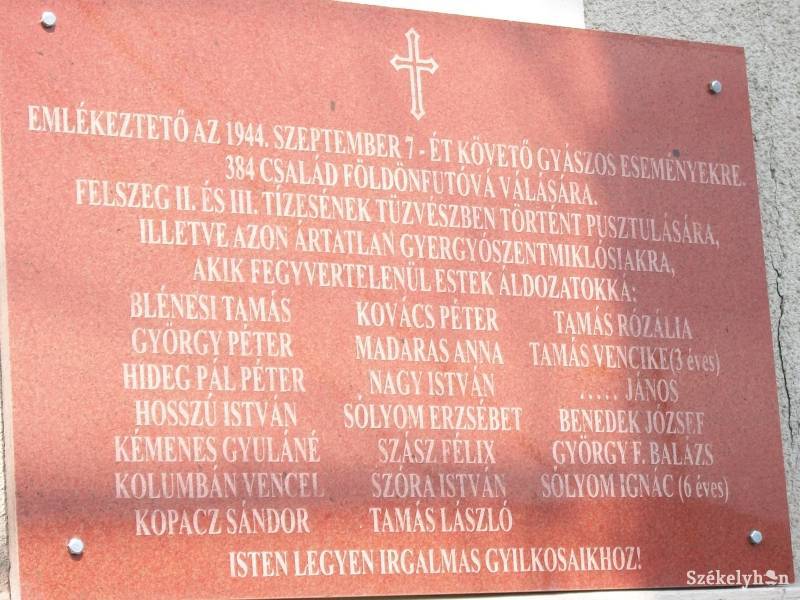 EMLÉKEZTETŐ AZ 1944. SZEPTEMBER 7 - ÉT KÖVETŐ GYÁSZOS ESEMÉNYEKRE.
384 CSALÁD FÖLDÖNFUTÓVÁ VÁLÁSÁRA.
FELSZEG II. ÉS III. TÍZESÉNEK TŰZVÉSZBEN TÖRTÉNT PUSZTULÁSÁRA,
ILLETVE AZON ÁRTATLAN GYERGYÓSZENTMIKLÓSIAKRA,
AKIK FEGYVERTELENÜL ESTEK ÁLDOZATOKKÁ:
BLÉNESI TAMÁS KOVÁCS PÉTER TAMÁS RÓZÁLIA
GYÖRGY PÉTER MADARAS ANNA TAMÁS VENCIKE(3 éves)
HIDEG PÁL PÉTER NAGY ISTVÁN ..... JÁNOS
HOSSZÚ ISTVÁN SÓLYOM ERZSÉBET BENEDEK JÓZSEF
KÉMENES GYULÁNÉ SZÁSZ FÉLIX GYÖRGY F. BALÁZS
KOLUMBÁN VENCEL SZÓRA ISTVÁN SÓLYOM IGNÁC (6 éves)
KOPACZ SÁNDOR TAMÁS LÁSZLÓ
ISTEN LEGYEN IRGALMAS GYILKOSAIKHOZ!
Székelyhon